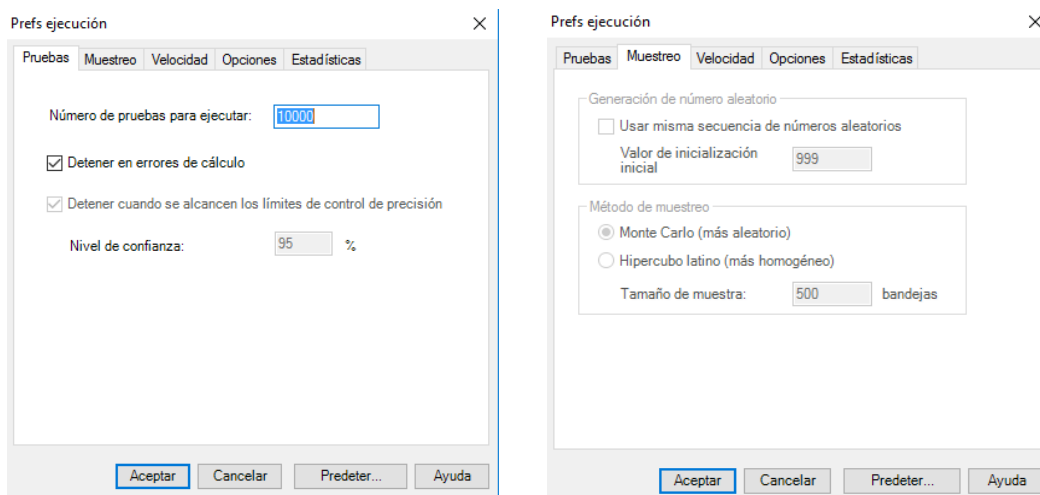 Prefs ejecución
Pruebas Muestreo Velocidad Opciones Estadísticas
Número de pruebas para ejecutar: 10000
Detener en errores de cálculo
Detener cuando se alcancen los límites de control de precisión
Nivel de confianza: 95 %
Aceptar Cancelar Predeter... Ayuda
Prefs ejecución
Pruebas Muestreo Velocidad Opciones Estadísticas
Generación de número aleatorio
Usar misma secuencia de números aleatorios
Valor de inicialización
inicial 999
Método de muestreo
Monte Carlo (más aleatorio)
Hipercubo latino (más homogéneo)
Tamaño de muestra: 500 bandejas
Aceptar Cancelar Predeter... Ayuda